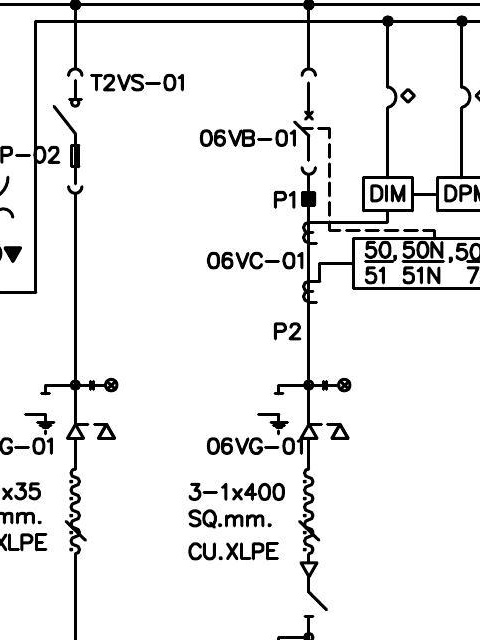 T2VS-01
P-02
06VB-01
P1
DIM
DPM
06VC-01
50, 50N, 50
51 51N 7
P2
G-01
06VG-01
x35
mm.
XLPE
3-1x400
SQ.mm.
CU.XLPE